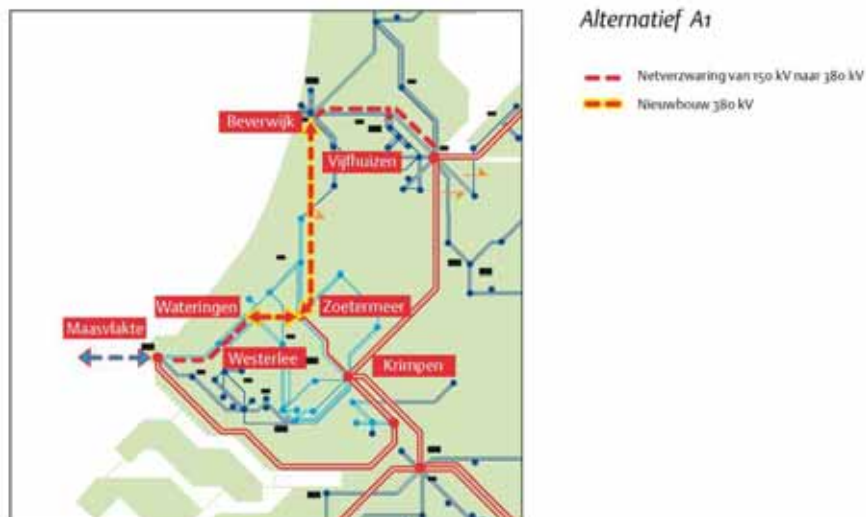 Alternatief A1
Netverzwaring van 150 kV naar 380 kV
Nieuwbouw 380 kV
Beverwijk
Vijfhuizen
Wateringen
Zoetermeer
Maasvlakte
Westerlee
Krimpen